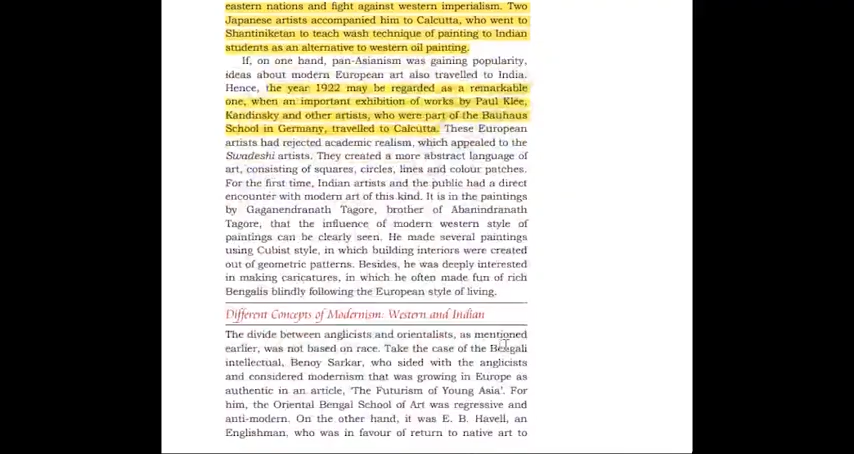 eastern nations and fight against western imperialism. Two
Japanese artists accompanied him to Calcutta, who went to
Shantiniketan to teach wash technique of painting to Indian
students as an alternative to western oil painting.
If, on one hand, pan-Asianism was gaining popularity,
ideas about modern European art also travelled to India.
Hence, the year 1922 may be regarded as a remarkable
one, when an important exhibition of works by Paul Klee,
Kandinsky and other artists, who were part of the Bauhaus
School in Germany, travelled to Calcutta. These European
artists had rejected academic realism, which appealed to the
Swadeshi artists. They created a more abstract language of
art, consisting of squares, circles, lines and colour patches.
For the first time, Indian artists and the public had a direct
encounter with modern art of this kind. It is in the paintings
by Gaganendranath Tagore, brother of Abanindranath
Tagore, that the influence of modern western style of
paintings can be clearly seen. He made several paintings
using Cubist style, in which building interiors were created
out of geometric patterns. Besides, he was deeply interested
in making caricatures, in which he often made fun of rich
Bengalis blindly following the European style of living.
Different Concepts of Modernism: Western and Indian
The divide between anglicists and orientalists, as mentioned
earlier, was not based on race. Take the case of the Bengali
intellectual, Benoy Sarkar, who sided with the anglicists
and considered modernism that was growing in Europe as
authentic in an article, ‘The Futurism of Young Asia’. For
him, the Oriental Bengal School of Art was regressive and
anti-modern. On the other hand, it was E. B. Havell, an
Englishman, who was in favour of return to native art to